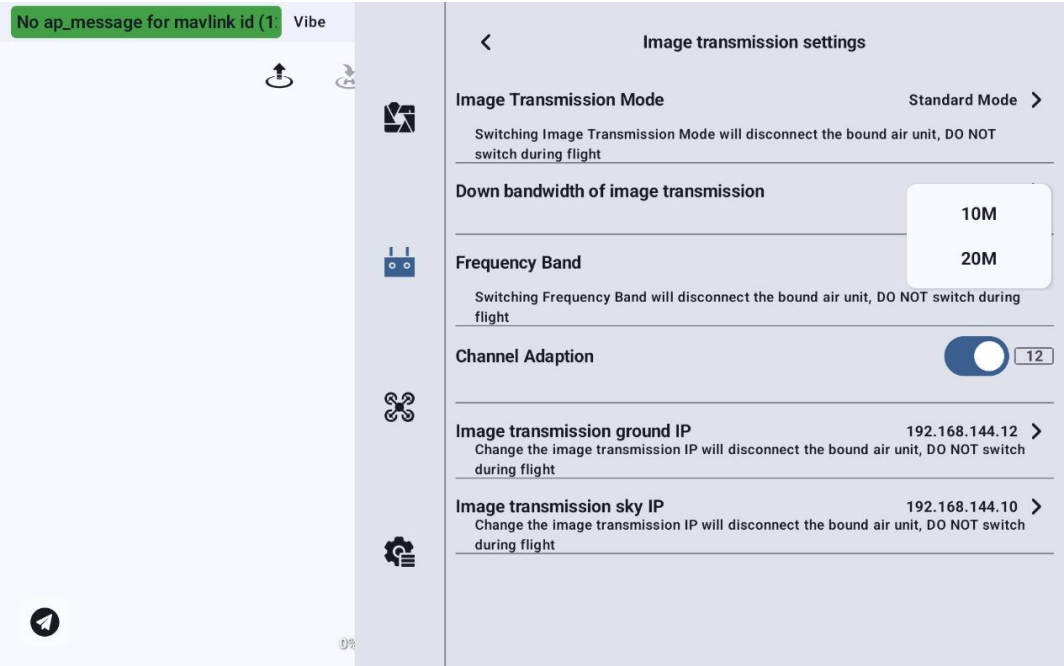 No ap_message for mavlink id (1
Vibe
Image transmission settings
Image Transmission Mode
Standard Mode
Switching Image Transmission Mode will disconnect the bound air unit, DO NOT
switch during flight
Down bandwidth of image transmission
10M
20M
Frequency Band
Switching Frequency Band will disconnect the bound air unit, DO NOT switch during
flight
Channel Adaption
12
Image transmission ground IP
192.168.144.12
Change the image transmission IP will disconnect the bound air unit, DO NOT switch
during flight
Image transmission sky IP
192.168.144.10
Change the image transmission IP will disconnect the bound air unit, DO NOT switch
during flight
0%